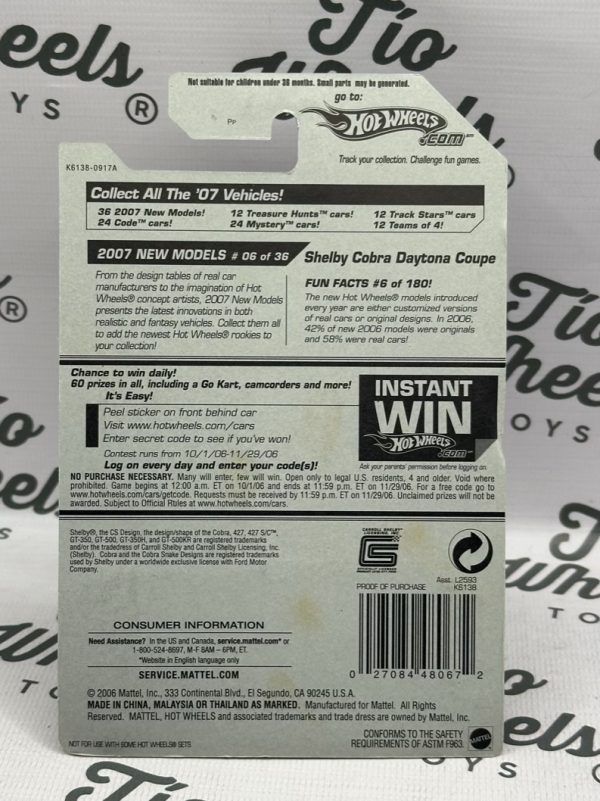 Not suitable for children under 36 months. Small parts may be generated.
go to:
Pp
HOT WHEELS
.COM™
K6138-0917A
Track your collection. Challenge fun games.
Collect All The '07 Vehicles!
36 2007 New Models! 12 Treasure Hunts™ cars! 12 Track Stars™ cars
24 Code™ cars! 24 Mystery™ cars! 12 Teams of 4!
2007 NEW MODELS # 06 of 36 Shelby Cobra Daytona Coupe
From the design tables of real car
manufacturers to the imagination of Hot
Wheels® concept artists, 2007 New Models
presents the latest innovations in both
realistic and fantasy vehicles. Collect them all
to add the newest Hot Wheels® rookies to
your collection!
FUN FACTS #6 of 180!
The new Hot Wheels® models introduced
every year are either customized versions
of real cars or original designs. In 2006,
42% of new 2006 models were originals
and 58% were real cars!
Chance to win daily!
60 prizes in all, including a Go Kart, camcorders and more!
It's Easy!
Peel sticker on front behind car
Visit www.hotwheels.com/cars
Enter secret code to see if you've won!
Contest runs from 10/1/06-11/29/06
Log on every day and enter your code(s)!
INSTANT
WIN
HOT WHEELS
.COM
Ask your parents' permission before logging on.
NO PURCHASE NECESSARY. Many will enter, few will win. Open only to legal U.S. residents, 4 and older. Void where
prohibited. Game begins at 12:00 a.m. ET on 10/1/06 and ends at 11:59 p.m. ET on 11/29/06. For a free code go to
www.hotwheels.com/cars/getcode. Requests must be received by 11:59 p.m. ET on 11/29/06. Unclaimed prizes will not be
awarded. Subject to Official Rules at www.hotwheels.com/cars.
Shelby®, the CS Design, the design/shape of the Cobra, 427, 427 S/C™,
GT-350, GT-500, GT-350H, and GT-500KR are registered trademarks
and/or the tradedress of Carroll Shelby and Carroll Shelby Licensing, Inc.
(Shelby). Cobra and the Cobra Snake Designs are registered trademarks
used by Shelby under a worldwide exclusive license with Ford Motor
Company.
CARROLL SHELBY
LICENSING, INC.
Asst. L2593
PROOF OF PURCHASE K6138
CONSUMER INFORMATION
Need Assistance? In the US and Canada, service.mattel.com* or
1-800-524-8697, M-F 8AM – 6PM, ET.
*Website in English language only
SERVICE.MATTEL.COM
0 27084 48067 2
© 2006 Mattel, Inc., 333 Continental Blvd., El Segundo, CA 90245 U.S.A.
MADE IN CHINA, MALAYSIA OR THAILAND AS MARKED. Manufactured for Mattel. All Rights
Reserved. MATTEL, HOT WHEELS and associated trademarks and trade dress are owned by Mattel, Inc.
NOT FOR USE WITH SOME HOT WHEELS® SETS
CONFORMS TO THE SAFETY
REQUIREMENTS OF ASTM F963.
MATTEL
Tío
Wheels
TOYS
®